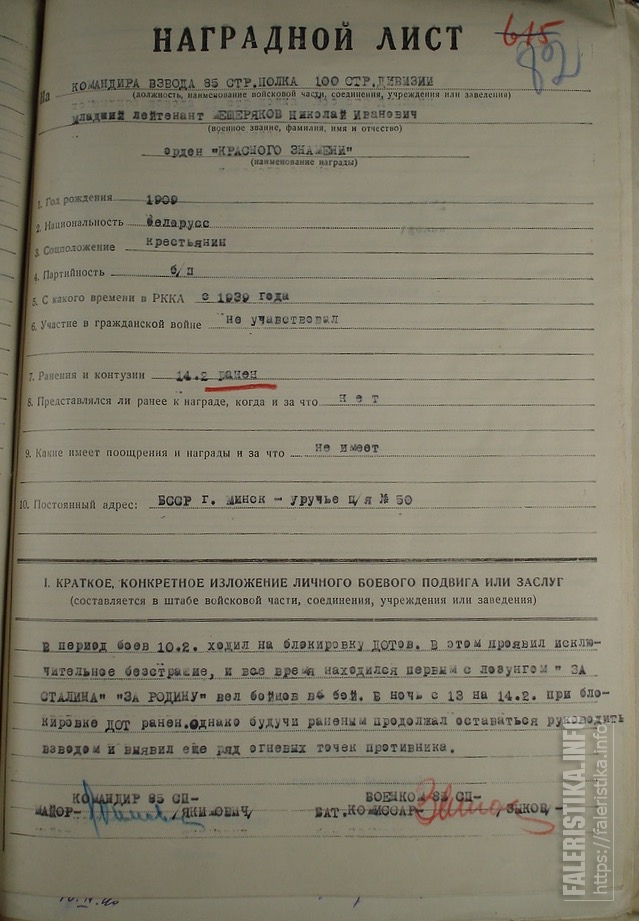 НАГРАДНОЙ ЛИСТ
615
На КОМАНДИРА ВЗВОДА 85 СТР.ПОЛКА 100 СТР.ДИВИЗИИ
(должность, наименование войсковой части, соединения, учреждения или заведения)
младший лейтенант МЕЩЕРЯКОВ Николай Иванович
(военное звание, фамилия, имя и отчество)
орден "КРАСНОГО ЗНАМЕНИ"
(наименование награды)
1. Год рождения 1909
2. Национальность беларусс
3. Соцположение крестьянин
4. Партийность б/п
5. С какого времени в РККА с 1939 года
6. Участие в гражданской войне не учавствовал
7. Ранения и контузии 14.2 ранен
8. Представлялся ли ранее к награде, когда и за что нет
9. Какие имеет поощрения и награды и за что не имеет
10. Постоянный адрес: БССР г. Минск - уручье п/я № 50
I. КРАТКОЕ, КОНКРЕТНОЕ ИЗЛОЖЕНИЕ ЛИЧНОГО БОЕВОГО ПОДВИГА ИЛИ ЗАСЛУГ
(составляется в штабе войсковой части, соединения, учреждения или заведения)
В период боев 10.2. ходил на блокировку ДОТов. В этом проявил исклю-
чительное безстрашие, и все время находился первым с лозунгом " ЗА
СТАЛИНА" "ЗА РОДИНУ" вел бойцов в бой. В ночь с 13 на 14.2. при бло-
кировке ДОТ ранен.Однако будучи раненым продолжал оставаться руководить
взводом и выявил еще ряд огневых точек противника.
КОМАНДИР 85 СП- ВОЕНКОМ 85 СП-
МАЙОР- /ЯКИМОВИЧ/ БАТ.КОМИССАР- /ЗЫКОВ/-
FALERISTIKA.INFO
https://faleristika.info